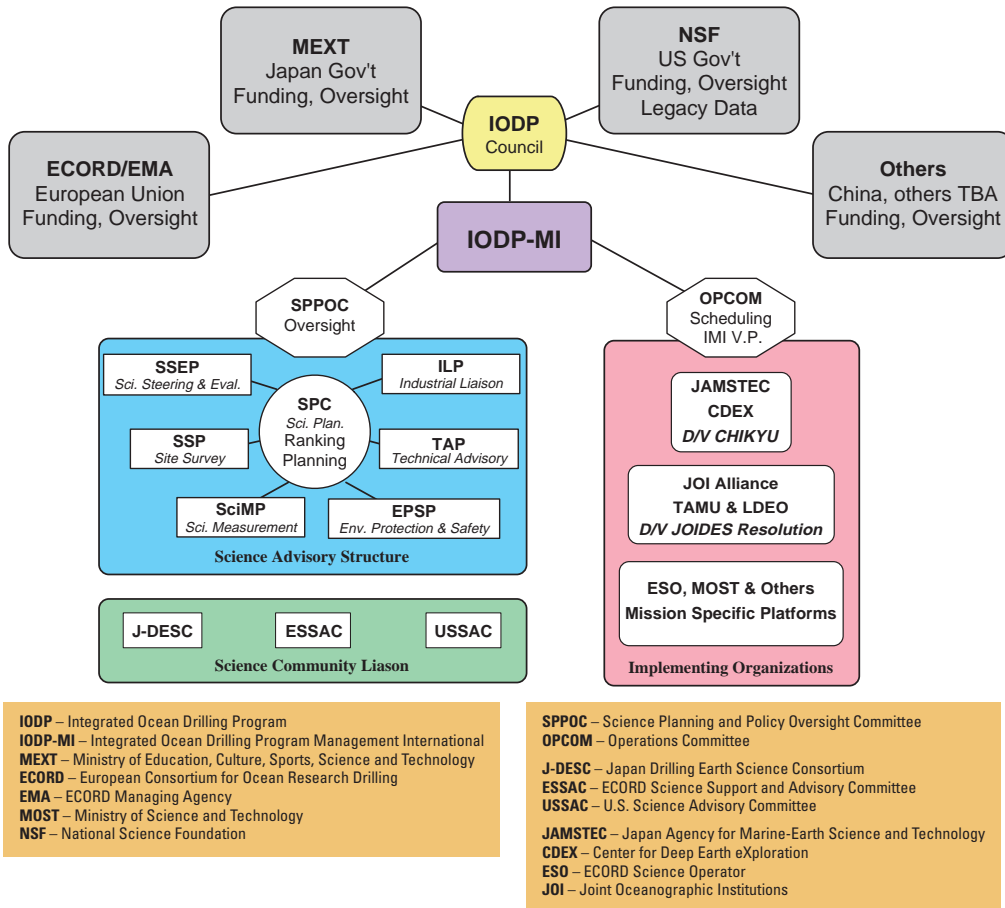 MEXT
Japan Gov't
Funding, Oversight
NSF
US Gov't
Funding, Oversight
Legacy Data
IODP
Council
ECORD/EMA
European Union
Funding, Oversight
Others
China, others TBA
Funding, Oversight
IODP-MI
SPPOC
Oversight
OPCOM
Scheduling
IMI V.P.
SSEP
Sci. Steering & Eval.
ILP
Industrial Liaison
SPC
Sci. Plan.
Ranking
Planning
SSP
Site Survey
TAP
Technical Advisory
SciMP
Sci. Measurement
EPSP
Env. Protection & Safety
Science Advisory Structure
JAMSTEC
CDEX
D/V CHIKYU
JOI Alliance
TAMU & LDEO
D/V JOIDES Resolution
ESO, MOST & Others
Mission Specific Platforms
Implementing Organizations
J-DESC
ESSAC
USSAC
Science Community Liason
IODP – Integrated Ocean Drilling Program
IODP-MI – Integrated Ocean Drilling Program Management International
MEXT – Ministry of Education, Culture, Sports, Science and Technology
ECORD – European Consortium for Ocean Research Drilling
EMA – ECORD Managing Agency
MOST – Ministry of Science and Technology
NSF – National Science Foundation
SPPOC – Science Planning and Policy Oversight Committee
OPCOM – Operations Committee
J-DESC – Japan Drilling Earth Science Consortium
ESSAC – ECORD Science Support and Advisory Committee
USSAC – U.S. Science Advisory Committee
JAMSTEC – Japan Agency for Marine-Earth Science and Technology
CDEX – Center for Deep Earth eXploration
ESO – ECORD Science Operator
JOI – Joint Oceanographic Institutions